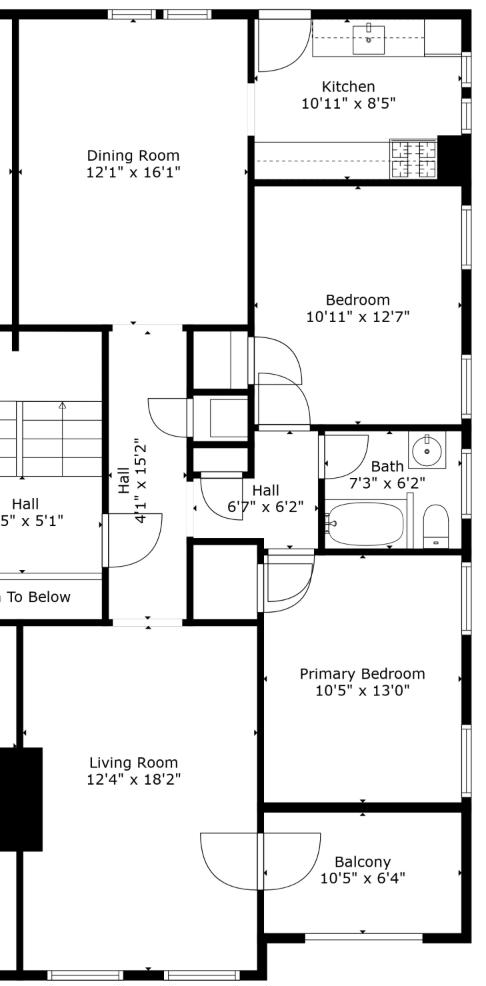 Kitchen
10'11" x 8'5"
Dining Room
12'1" x 16'1"
Bedroom
10'11" x 12'7"
Hall
4'1" x 15'2"
Bath
7'3" x 6'2"
Hall
6'7" x 6'2"
Hall
5" x 5'1"
To Below
Primary Bedroom
10'5" x 13'0"
Living Room
12'4" x 18'2"
Balcony
10'5" x 6'4"